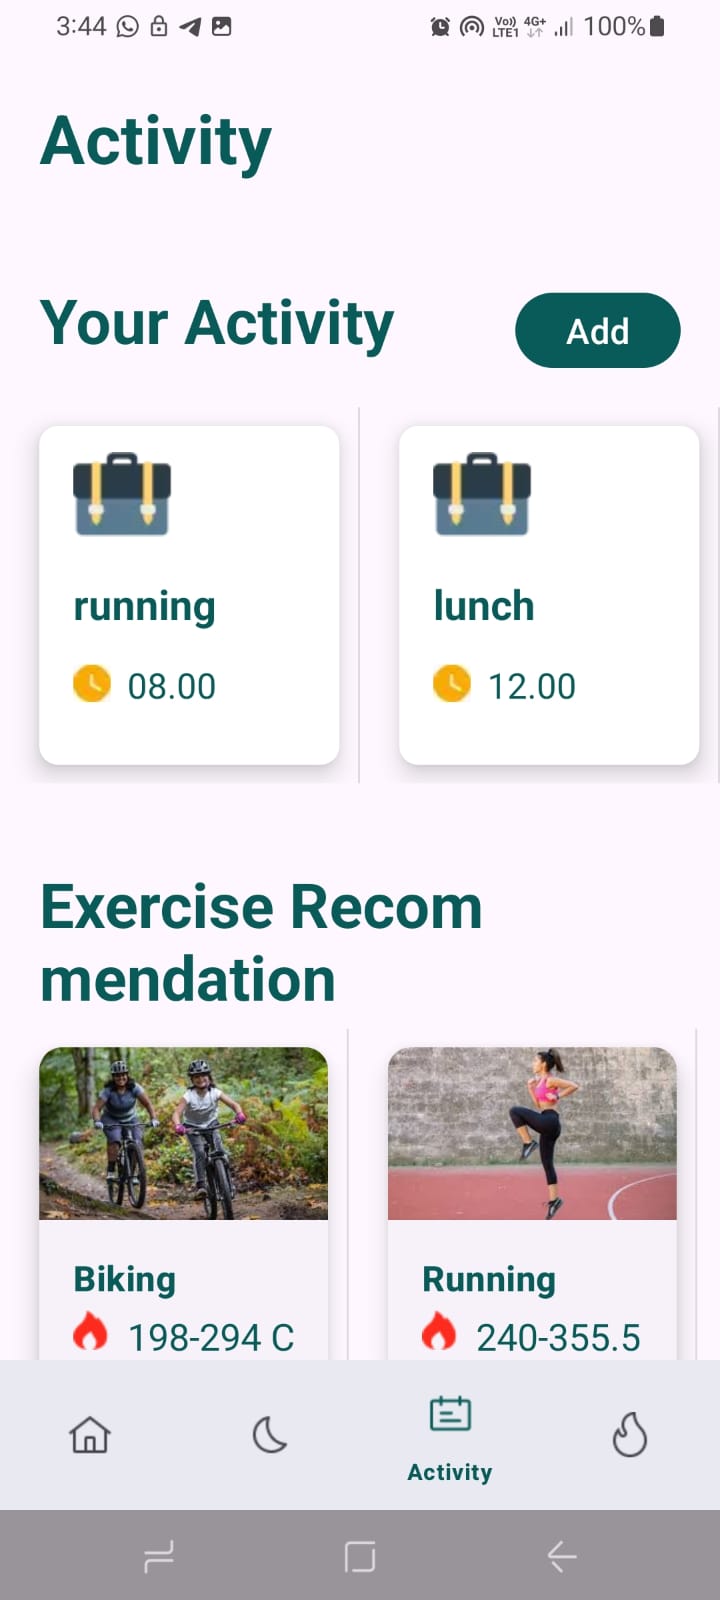 3:44 Vo)) LTE1 4G+ 100%
Activity
Your Activity
Add
running
08.00
lunch
12.00
Exercise Recom
mendation
Biking
198-294 C
Running
240-355.5
Activity